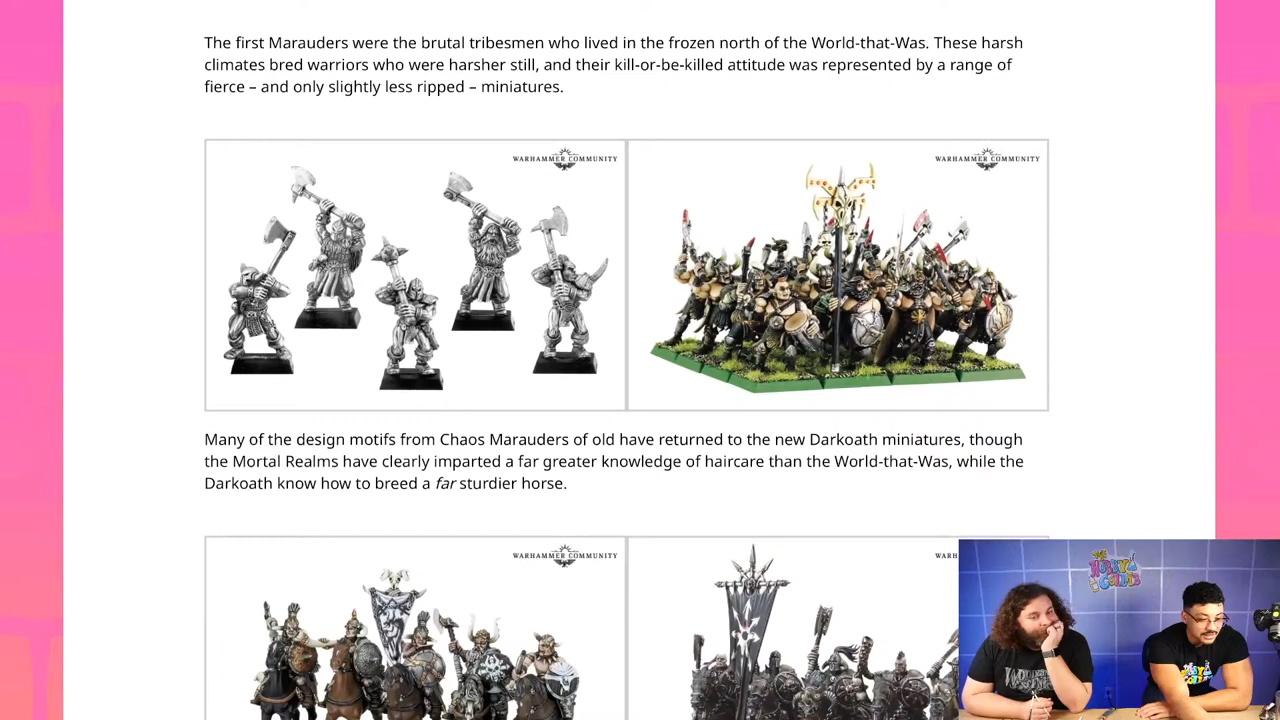 The first Marauders were the brutal tribesmen who lived in the frozen north of the World-that-Was. These harsh
climates bred warriors who were harsher still, and their kill-or-be-killed attitude was represented by a range of
fierce – and only slightly less ripped – miniatures.
WARHAMMER COMMUNITY
WARHAMMER COMMUNITY
Many of the design motifs from Chaos Marauders of old have returned to the new Darkoath miniatures, though
the Mortal Realms have clearly imparted a far greater knowledge of haircare than the World-that-Was, while the
Darkoath know how to breed a far sturdier horse.
WARHAMMER COMMUNITY
WARH
THE
HOBBY